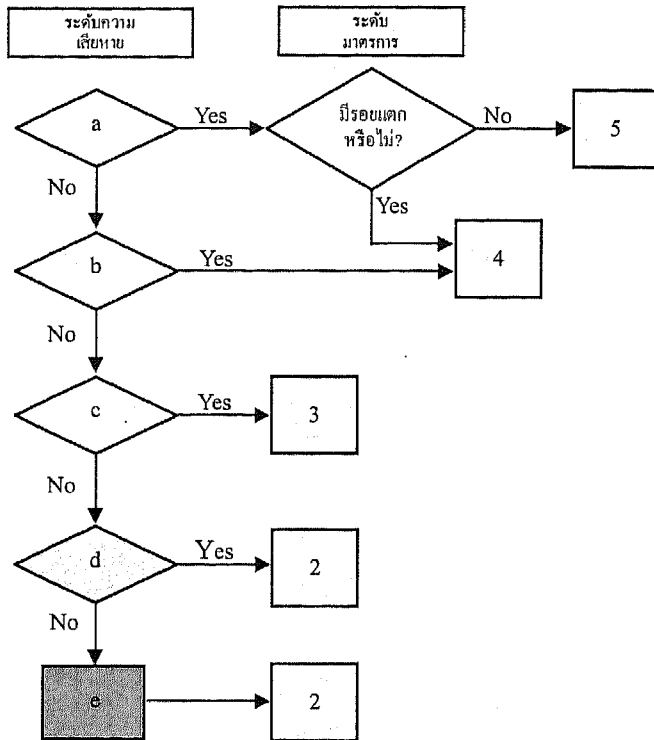 ระดับความ
เสียหาย
ระดับ
มาตรการ
a
Yes
มีรอยแตก
หรือไม่?
No
5
No
Yes
b
Yes
4
No
c
Yes
3
No
d
Yes
2
No
e
2